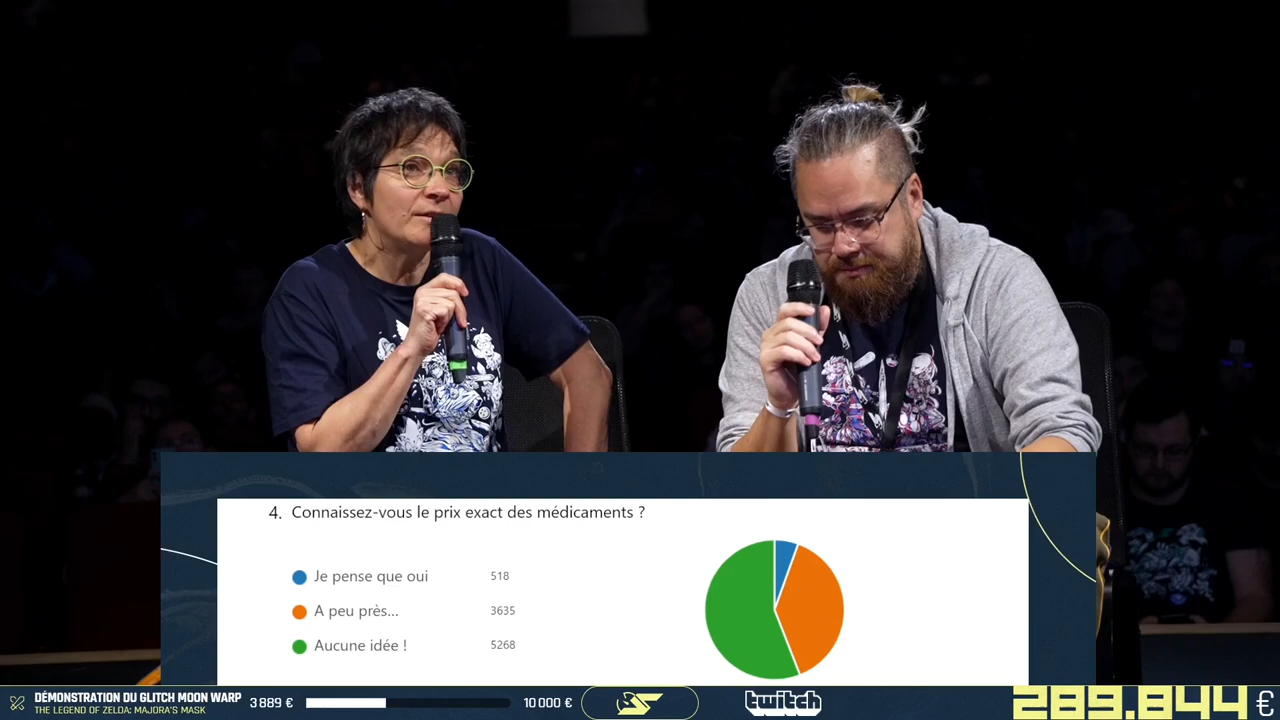 4. Connaissez-vous le prix exact des médicaments ?
Je pense que oui 518
A peu près... 3635
Aucune idée ! 5268
DÉMONSTRATION DU GLITCH MOON WARP
THE LEGEND OF ZELDA: MAJORA'S MASK
3 889 €
10 000 €
twitch
289.844 €